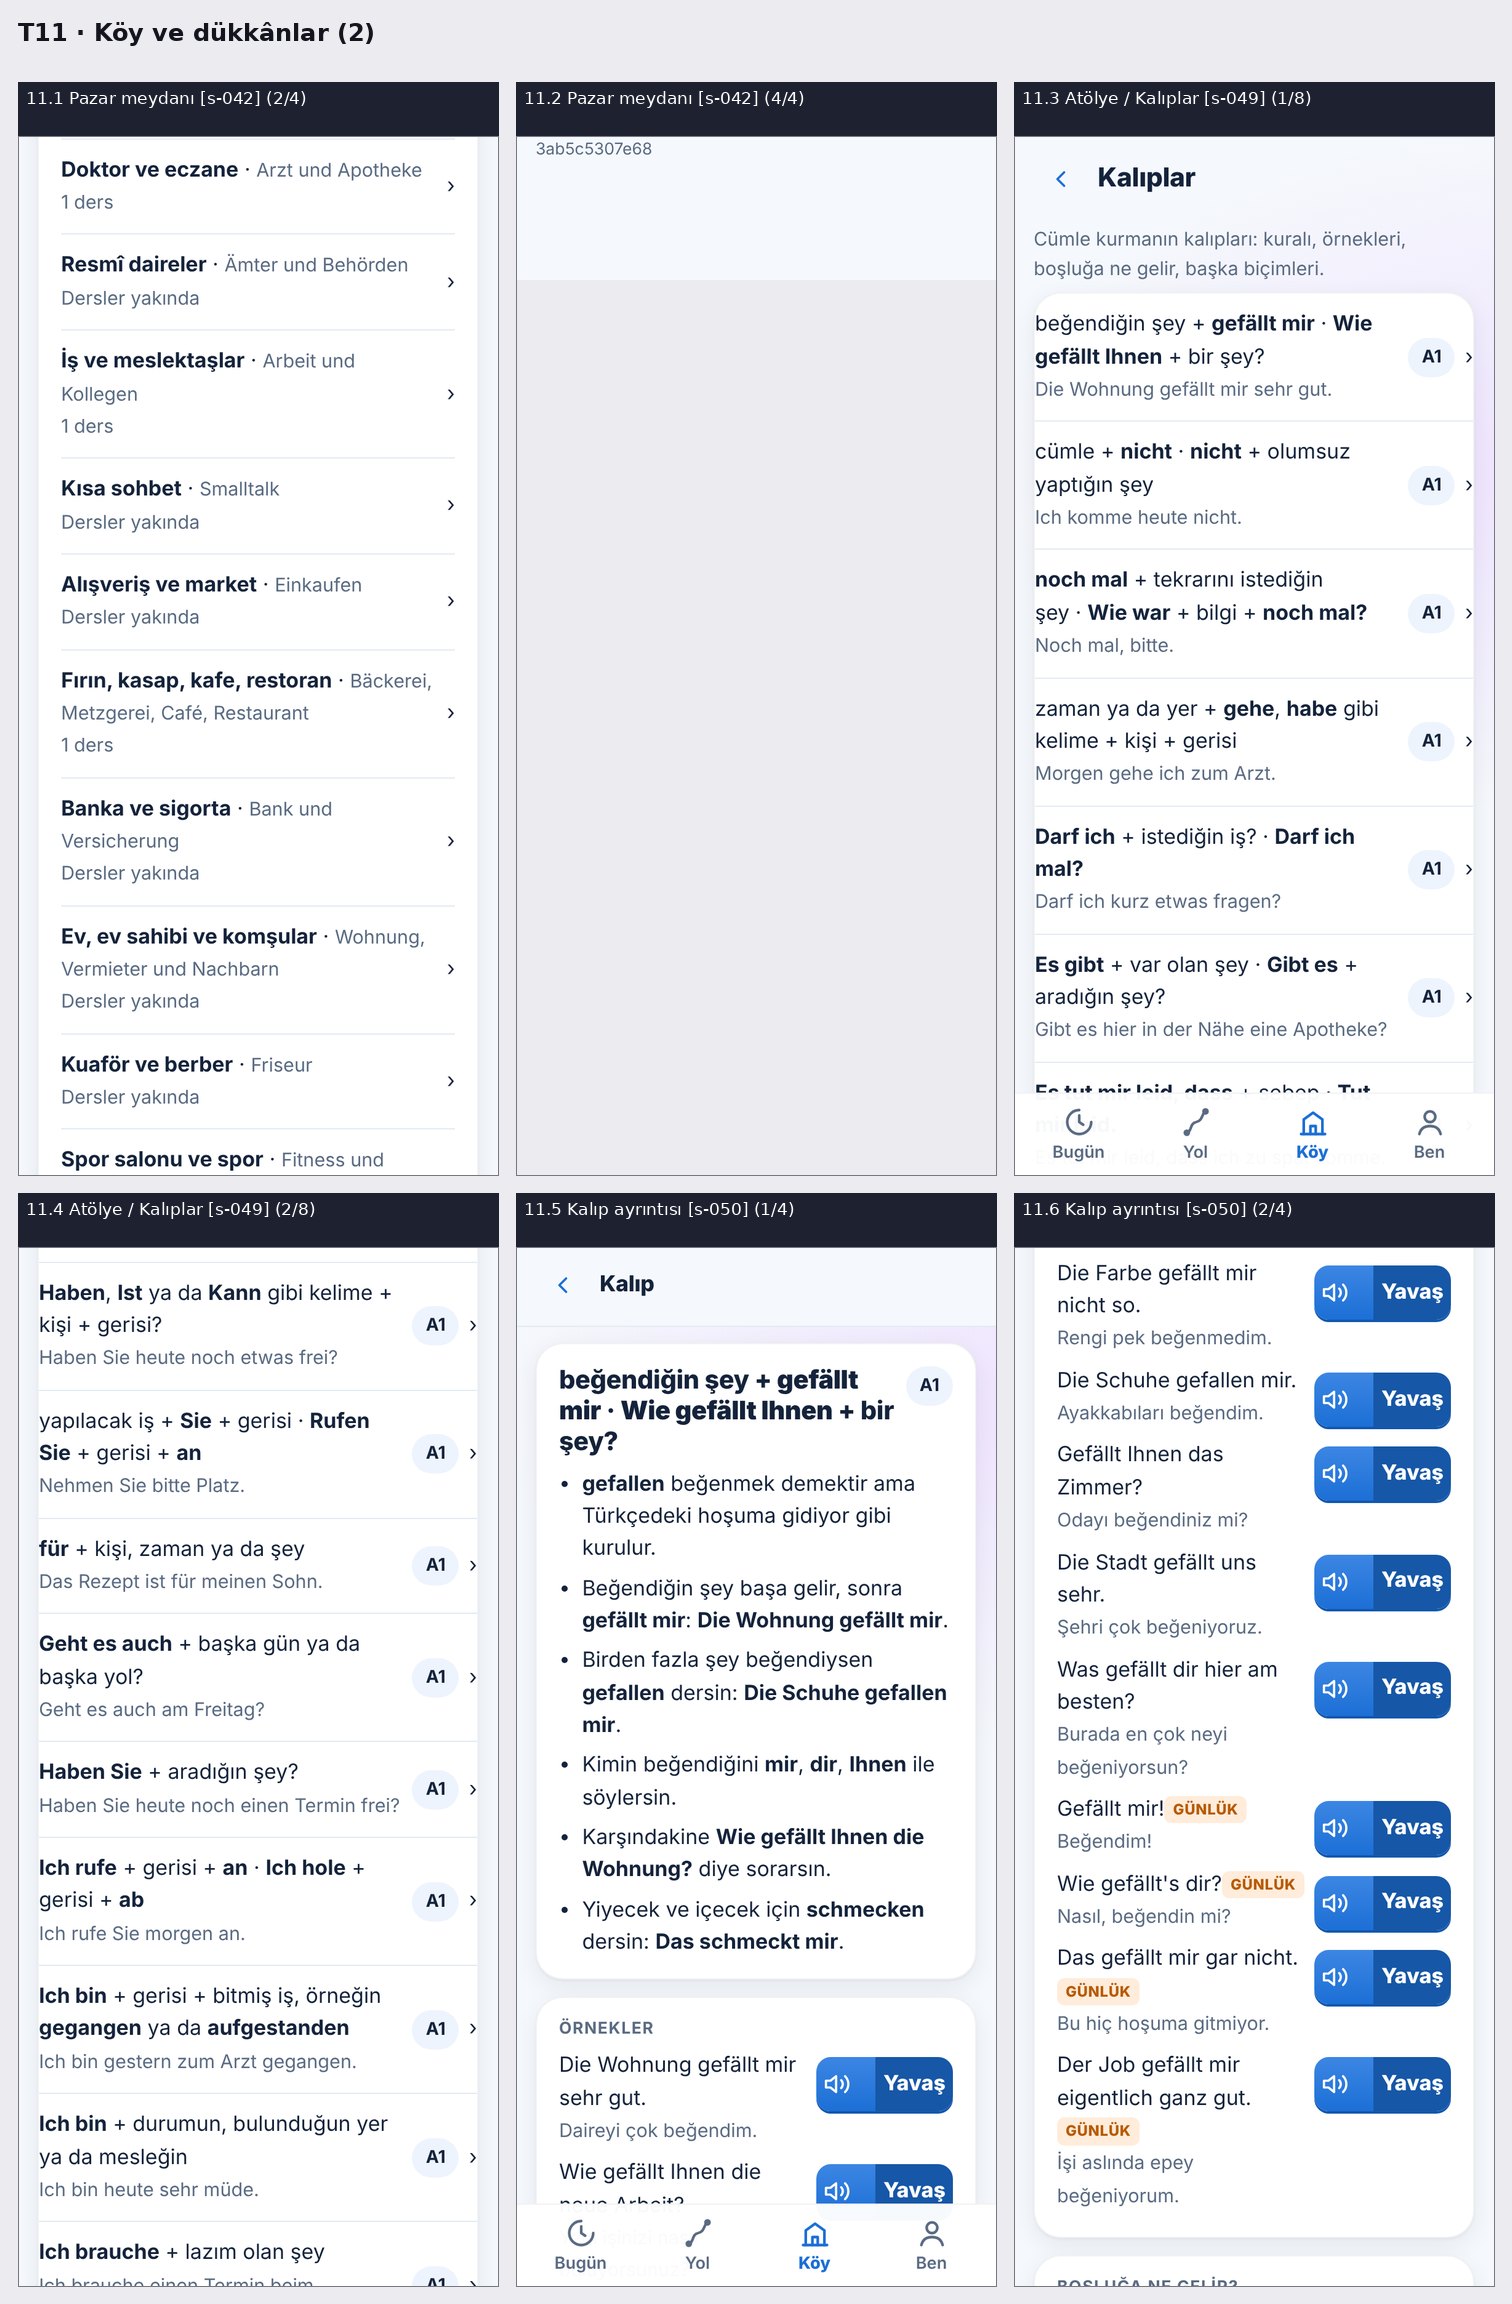 T11 · Köy ve dükkânlar (2)
11.1 Pazar meydanı [s-042] (2/4)
Doktor ve eczane · Arzt und Apotheke
1 ders
›
Resmî daireler · Ämter und Behörden
Dersler yakında
›
İş ve meslektaşlar · Arbeit und
Kollegen
1 ders
›
Kısa sohbet · Smalltalk
Dersler yakında
›
Alışveriş ve market · Einkaufen
Dersler yakında
›
Fırın, kasap, kafe, restoran · Bäckerei,
Metzgerei, Café, Restaurant
1 ders
›
Banka ve sigorta · Bank und
Versicherung
Dersler yakında
›
Ev, ev sahibi ve komşular · Wohnung,
Vermieter und Nachbarn
Dersler yakında
›
Kuaför ve berber · Friseur
Dersler yakında
›
Spor salonu ve spor · Fitness und
11.2 Pazar meydanı [s-042] (4/4)
3ab5c5307e68
11.3 Atölye / Kalıplar [s-049] (1/8)
Kalıplar
Cümle kurmanın kalıpları: kuralı, örnekleri,
boşluğa ne gelir, başka biçimleri.
beğendiğin şey + gefällt mir · Wie
gefällt Ihnen + bir şey?
Die Wohnung gefällt mir sehr gut.
A1 ›
cümle + nicht · nicht + olumsuz
yaptığın şey
Ich komme heute nicht.
A1 ›
noch mal + tekrarını istediğin
şey · Wie war + bilgi + noch mal?
Noch mal, bitte.
A1 ›
zaman ya da yer + gehe, habe gibi
kelime + kişi + gerisi
Morgen gehe ich zum Arzt.
A1 ›
Darf ich + istediğin iş? · Darf ich
mal?
Darf ich kurz etwas fragen?
A1 ›
Es gibt + var olan şey · Gibt es +
aradığın şey?
Gibt es hier in der Nähe eine Apotheke?
A1 ›
Es tut mir leid, dass + sebep · Tut
Bugün
Yol
Köy
Ben
11.4 Atölye / Kalıplar [s-049] (2/8)
Haben, Ist ya da Kann gibi kelime +
kişi + gerisi?
Haben Sie heute noch etwas frei?
A1 ›
yapılacak iş + Sie + gerisi · Rufen
Sie + gerisi + an
Nehmen Sie bitte Platz.
A1 ›
für + kişi, zaman ya da şey
Das Rezept ist für meinen Sohn.
A1 ›
Geht es auch + başka gün ya da
başka yol?
Geht es auch am Freitag?
A1 ›
Haben Sie + aradığın şey?
Haben Sie heute noch einen Termin frei?
A1 ›
Ich rufe + gerisi + an · Ich hole +
gerisi + ab
Ich rufe Sie morgen an.
A1 ›
Ich bin + gerisi + bitmiş iş, örneğin
gegangen ya da aufgestanden
Ich bin gestern zum Arzt gegangen.
A1 ›
Ich bin + durumun, bulunduğun yer
ya da mesleğin
Ich bin heute sehr müde.
A1 ›
Ich brauche + lazım olan şey
Ich brauche einen Termin beim
A1 ›
11.5 Kalıp ayrıntısı [s-050] (1/4)
Kalıp
beğendiğin şey + gefällt
mir · Wie gefällt Ihnen + bir
şey?
A1
• gefallen beğenmek demektir ama
Türkçedeki hoşuma gidiyor gibi
kurulur.
• Beğendiğin şey başa gelir, sonra
gefällt mir: Die Wohnung gefällt mir.
• Birden fazla şey beğendiysen
gefallen dersin: Die Schuhe gefallen
mir.
• Kimin beğendiğini mir, dir, Ihnen ile
söylersin.
• Karşındakine Wie gefällt Ihnen die
Wohnung? diye sorarsın.
• Yiyecek ve içecek için schmecken
dersin: Das schmeckt mir.
ÖRNEKLER
Die Wohnung gefällt mir
sehr gut.
Daireyi çok beğendim.
Yavaş
Wie gefällt Ihnen die
neue Arbeit?
Yavaş
Bugün
Yol
Köy
Ben
11.6 Kalıp ayrıntısı [s-050] (2/4)
Die Farbe gefällt mir
nicht so.
Rengi pek beğenmedim.
Yavaş
Die Schuhe gefallen mir.
Ayakkabıları beğendim.
Yavaş
Gefällt Ihnen das
Zimmer?
Odayı beğendiniz mi?
Yavaş
Die Stadt gefällt uns
sehr.
Şehri çok beğeniyoruz.
Yavaş
Was gefällt dir hier am
besten?
Burada en çok neyi
beğeniyorsun?
Yavaş
Gefällt mir! GÜNLÜK
Beğendim!
Yavaş
Wie gefällt's dir? GÜNLÜK
Nasıl, beğendin mi?
Yavaş
Das gefällt mir gar nicht.
GÜNLÜK
Bu hiç hoşuma gitmiyor.
Yavaş
Der Job gefällt mir
eigentlich ganz gut.
GÜNLÜK
İşi aslında epey
beğeniyorum.
Yavaş
BOŞLUĞA NE GELİR?